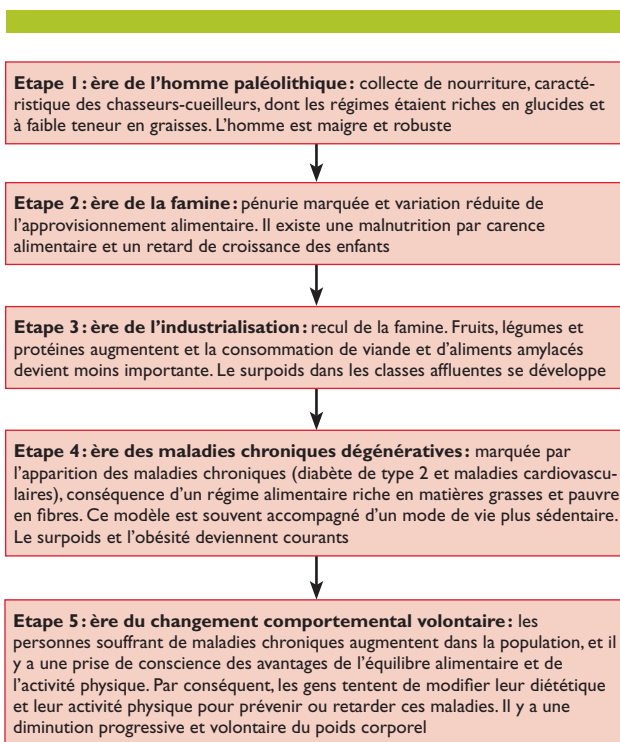 Etape 1 : ère de l’homme paléolithique : collecte de nourriture, caracté-
ristique des chasseurs-cueilleurs, dont les régimes étaient riches en glucides et
à faible teneur en graisses. L’homme est maigre et robuste
Etape 2 : ère de la famine : pénurie marquée et variation réduite de
l’approvisionnement alimentaire. Il existe une malnutrition par carence
alimentaire et un retard de croissance des enfants
Etape 3 : ère de l’industrialisation : recul de la famine. Fruits, légumes et
protéines augmentent et la consommation de viande et d’aliments amylacés
devient moins importante. Le surpoids dans les classes affluentes se développe
Etape 4 : ère des maladies chroniques dégénératives : marquée par
l’apparition des maladies chroniques (diabète de type 2 et maladies cardiovascu-
laires), conséquence d’un régime alimentaire riche en matières grasses et pauvre
en fibres. Ce modèle est souvent accompagné d’un mode de vie plus sédentaire.
Le surpoids et l’obésité deviennent courants
Etape 5 : ère du changement comportemental volontaire : les
personnes souffrant de maladies chroniques augmentent dans la population, et il
y a une prise de conscience des avantages de l’équilibre alimentaire et de
l’activité physique. Par conséquent, les gens tentent de modifier leur diététique
et leur activité physique pour prévenir ou retarder ces maladies. Il y a une
diminution progressive et volontaire du poids corporel